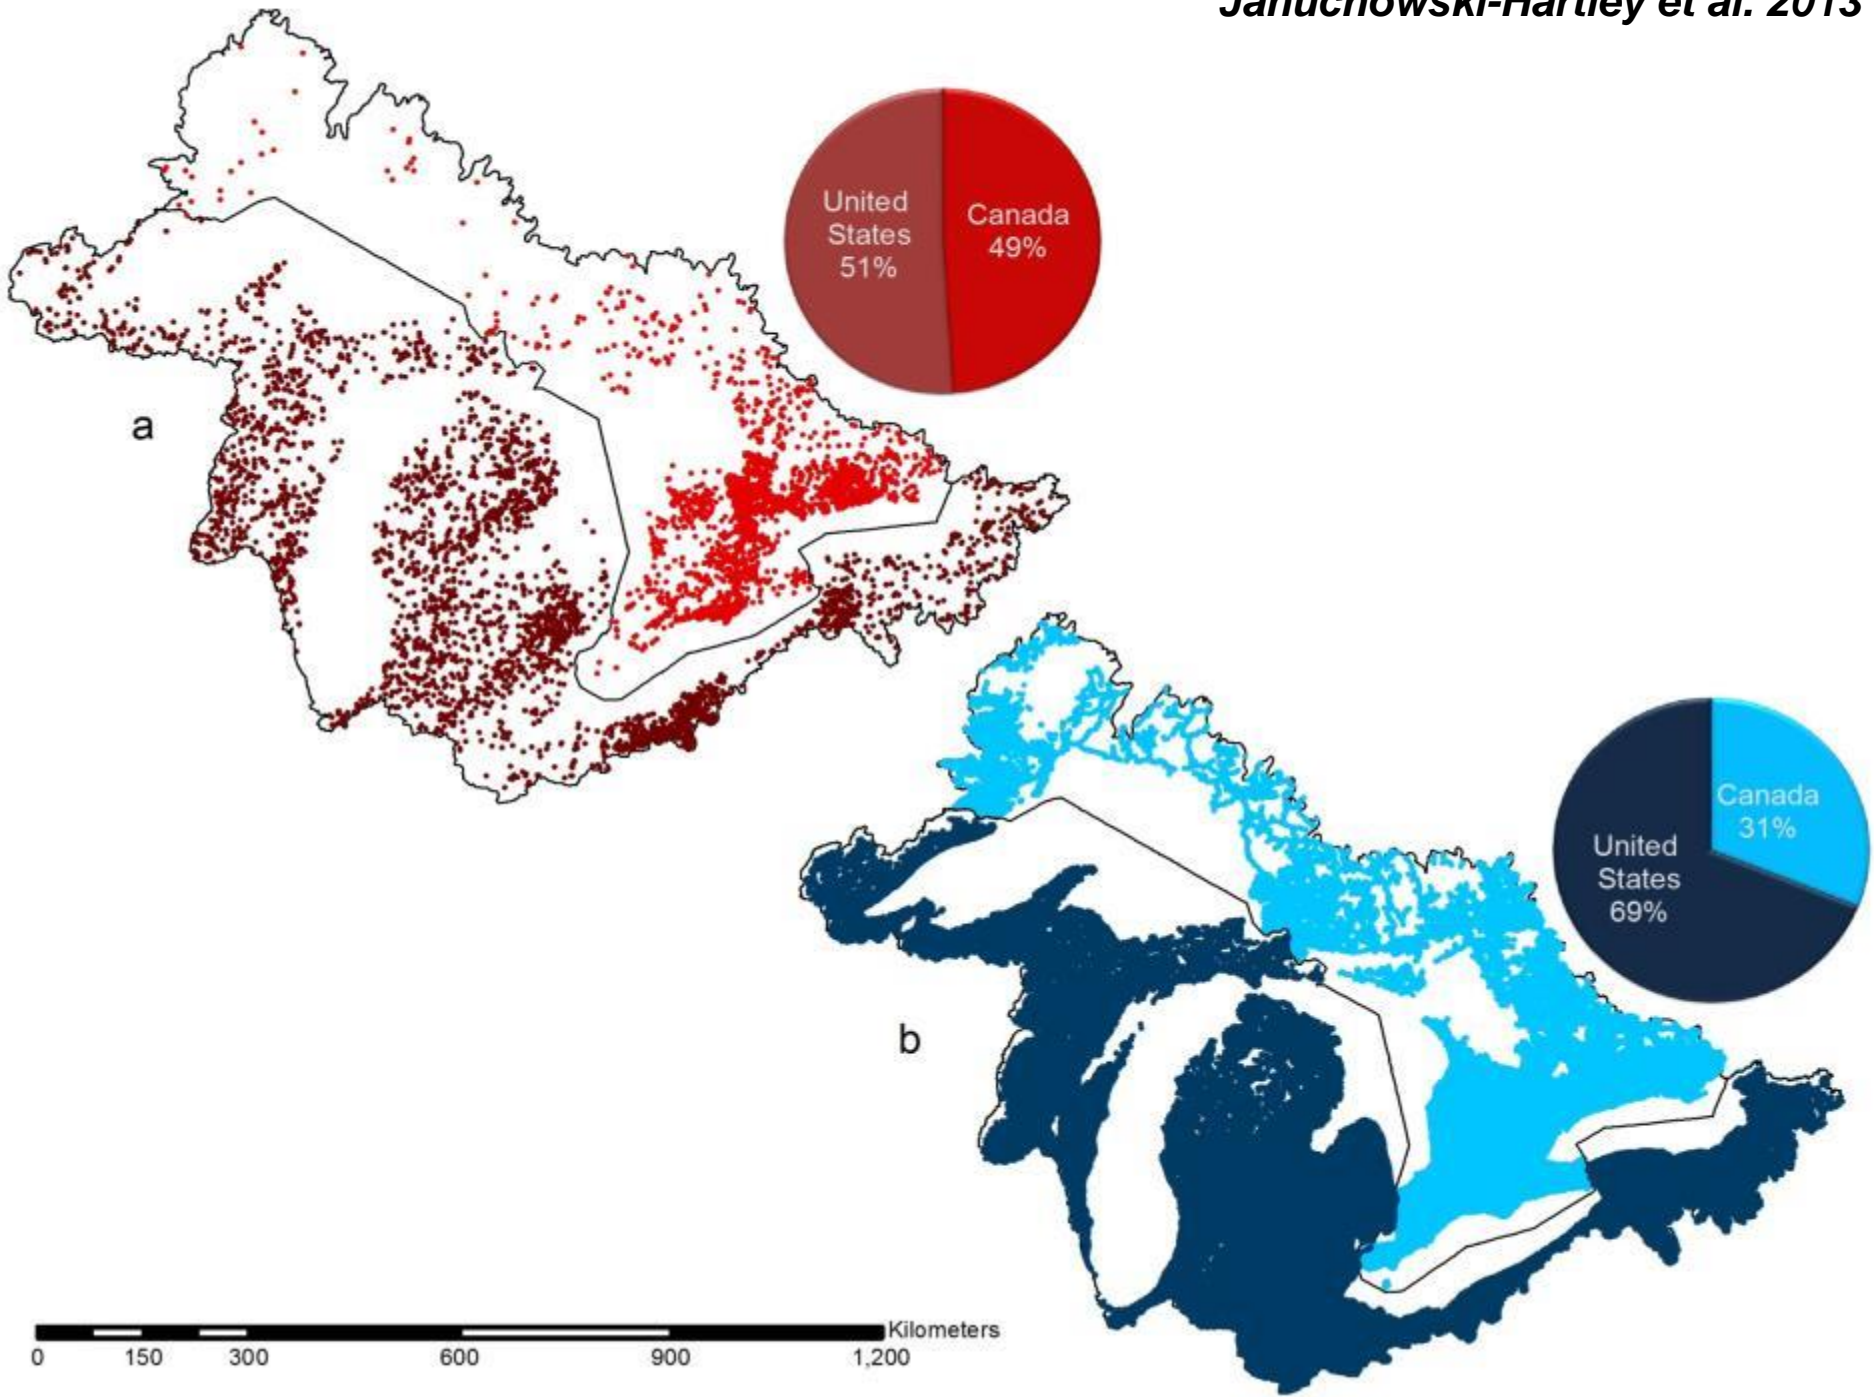 Januchowski-Hartley et al. 2013
United
States
51%
Canada
49%
a
Canada
31%
United
States
69%
b
Kilometers
0 150 300 600 900 1,200